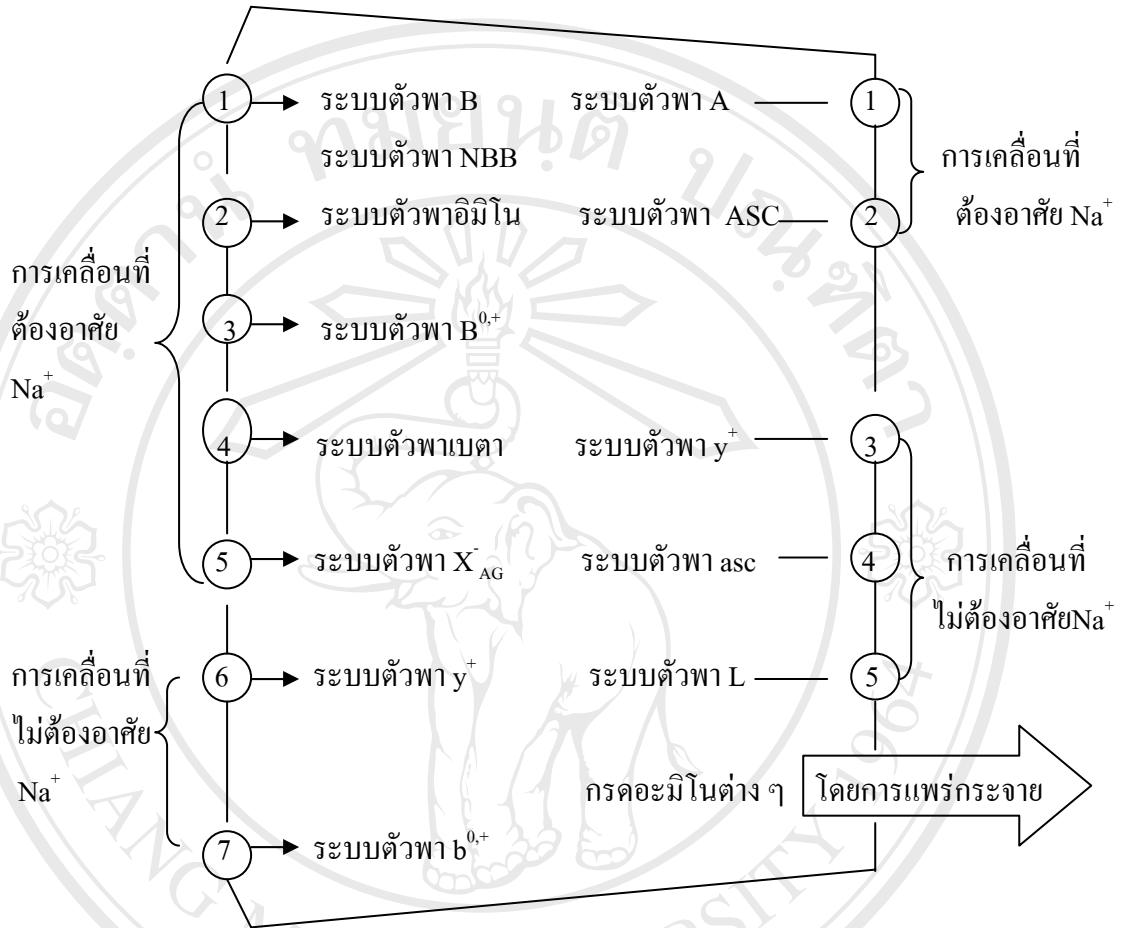 1
ระบบตัวพา B
ระบบตัวพา NBB
2
ระบบตัวพาอิมิโน
3
ระบบตัวพา B^0,+
4
ระบบตัวพาเบตา
5
ระบบตัวพา X^-_AG
การเคลื่อนที่
ต้องอาศัย
Na^+
6
ระบบตัวพา y^+
7
ระบบตัวพา b^0,+
การเคลื่อนที่
ไม่ต้องอาศัย
Na^+
ระบบตัวพา A
1
ระบบตัวพา ASC
2
การเคลื่อนที่
ต้องอาศัย Na^+
ระบบตัวพา y^+
3
ระบบตัวพา asc
4
ระบบตัวพา L
5
การเคลื่อนที่
ไม่ต้องอาศัยNa^+
กรดอะมิโนต่าง ๆ โดยการแพร่กระจาย